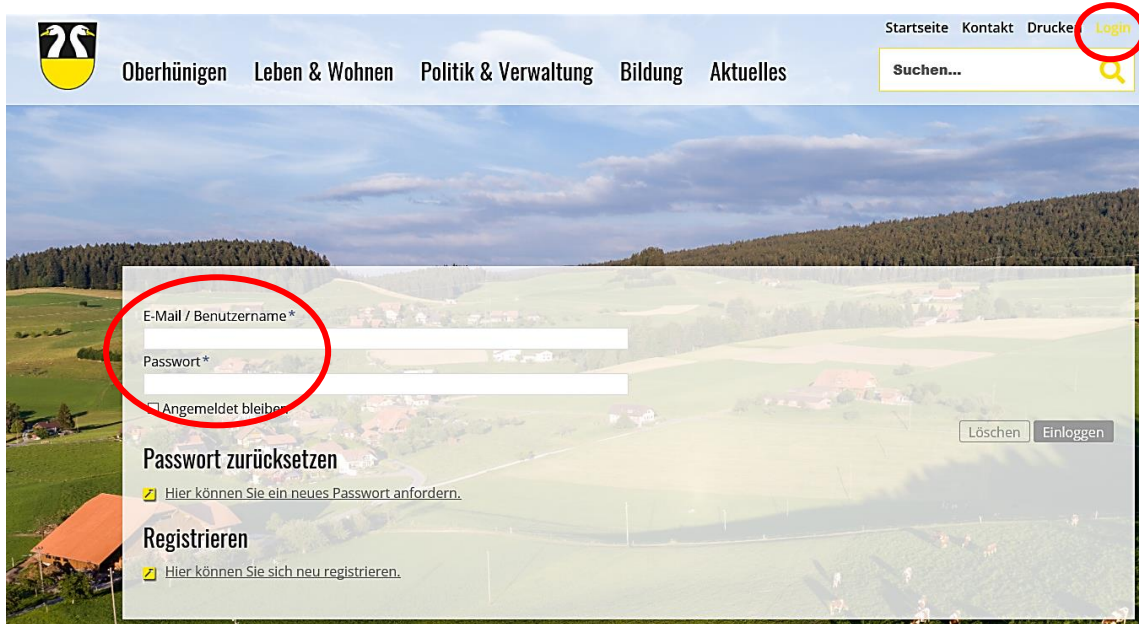 Startseite Kontakt Drucken Login
Oberhünigen Leben & Wohnen Politik & Verwaltung Bildung Aktuelles
Suchen...
E-Mail / Benutzername*
Passwort*
Angemeldet bleiben
Löschen Einloggen
Passwort zurücksetzen
Hier können Sie ein neues Passwort anfordern.
Registrieren
Hier können Sie sich neu registrieren.